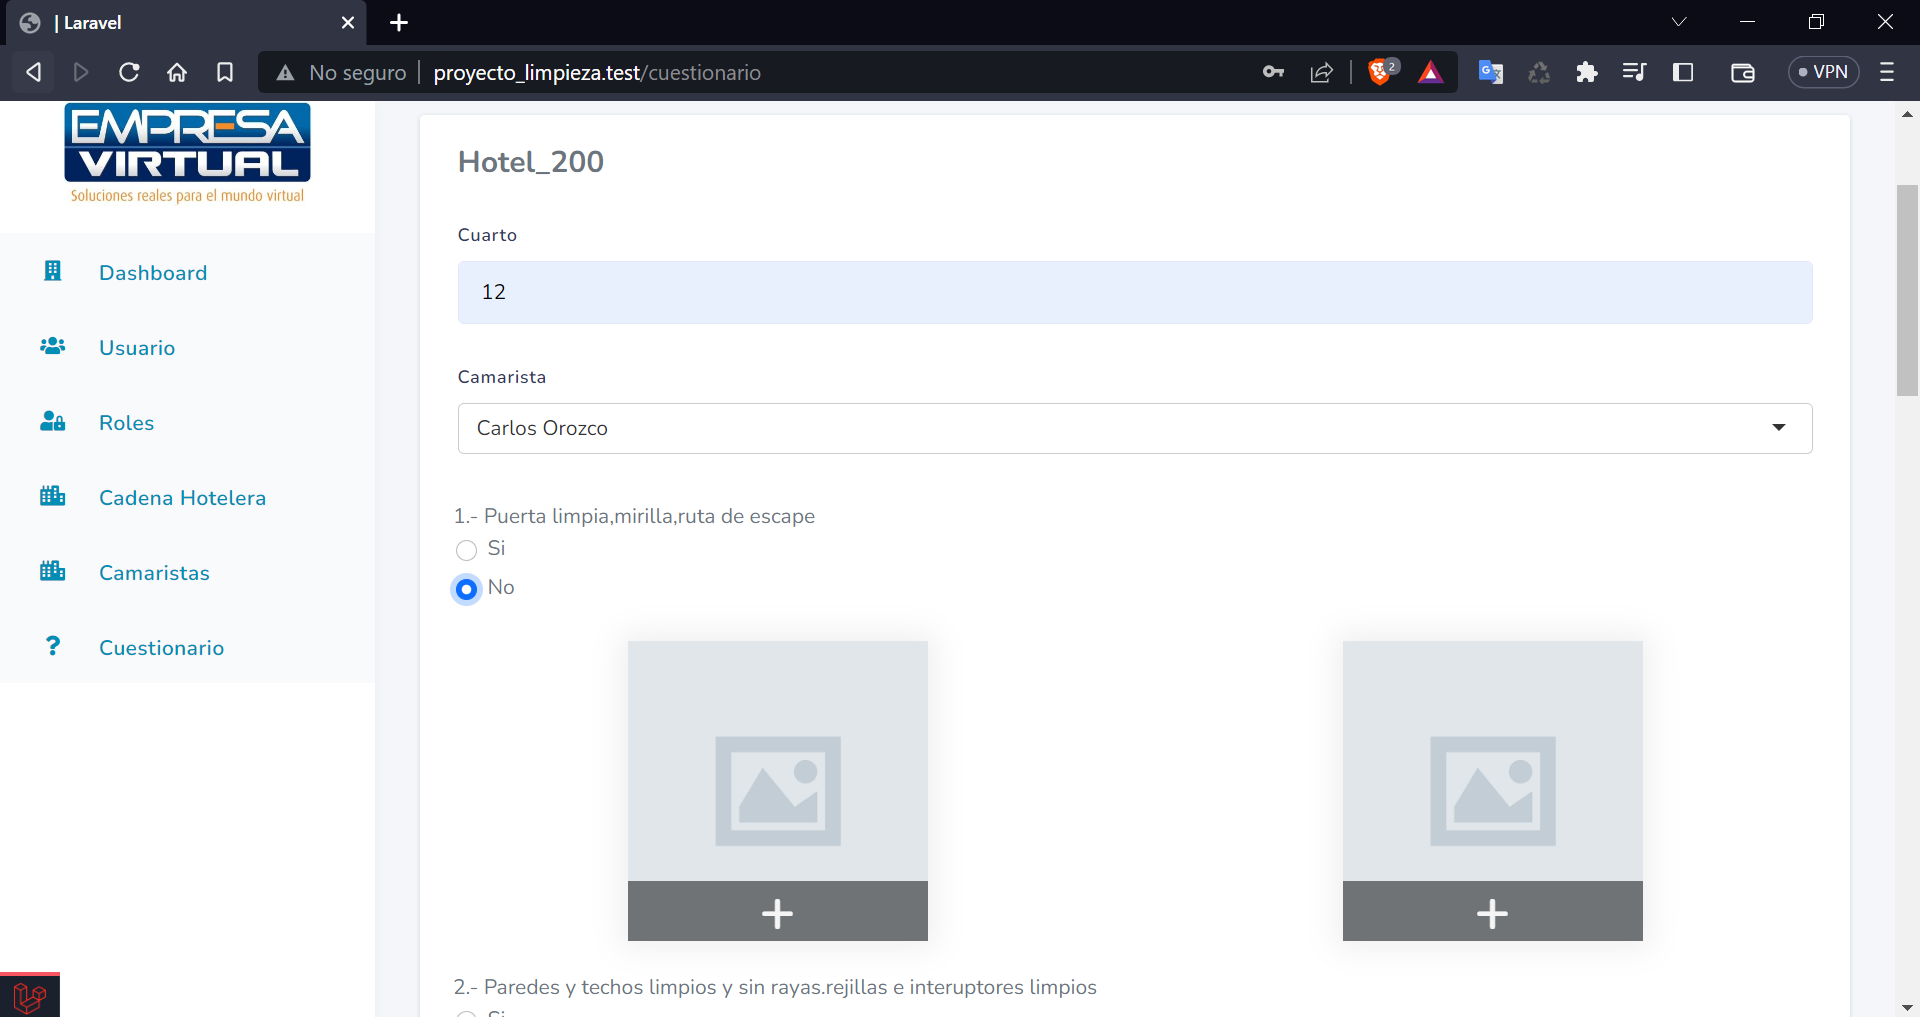 | Laravel
No seguro
proyecto_limpieza.test/cuestionario
2
VPN
EMPRESA
VIRTUAL
Soluciones reales para el mundo virtual
Dashboard
Usuario
Roles
Cadena Hotelera
Camaristas
Cuestionario
Hotel_200
Cuarto
12
Camarista
Carlos Orozco
1.- Puerta limpia,mirilla,ruta de escape
Si
No
2.- Paredes y techos limpios y sin rayas.rejillas e interuptores limpios
Si